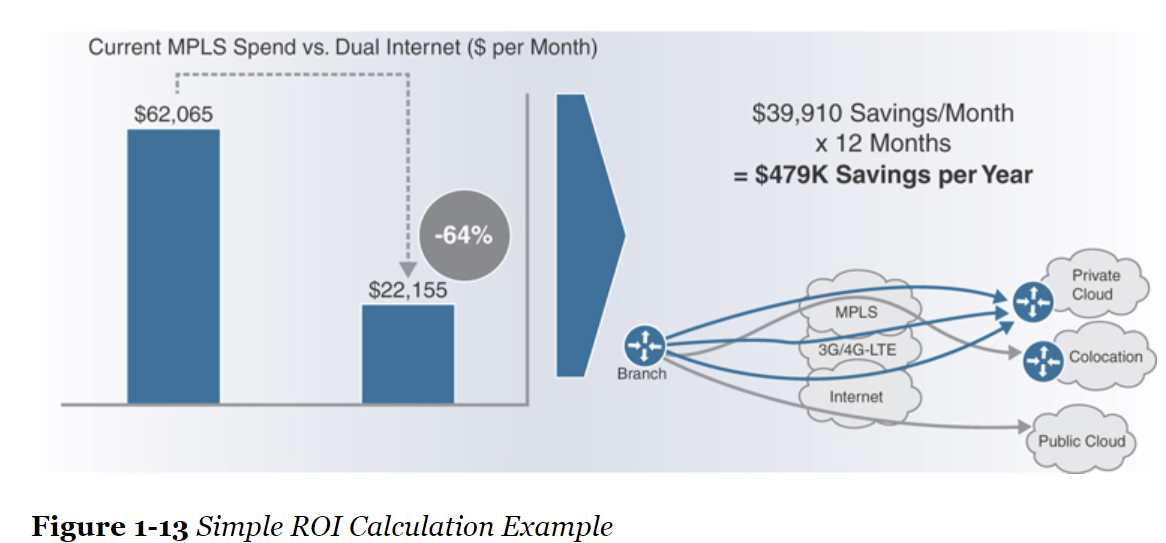 Current MPLS Spend vs. Dual Internet ($ per Month)
$62,065
-64%
$22,155
$39,910 Savings/Month
x 12 Months
= $479K Savings per Year
Branch
MPLS
3G/4G-LTE
Internet
Private
Cloud
Colocation
Public Cloud
Figure 1-13 Simple ROI Calculation Example